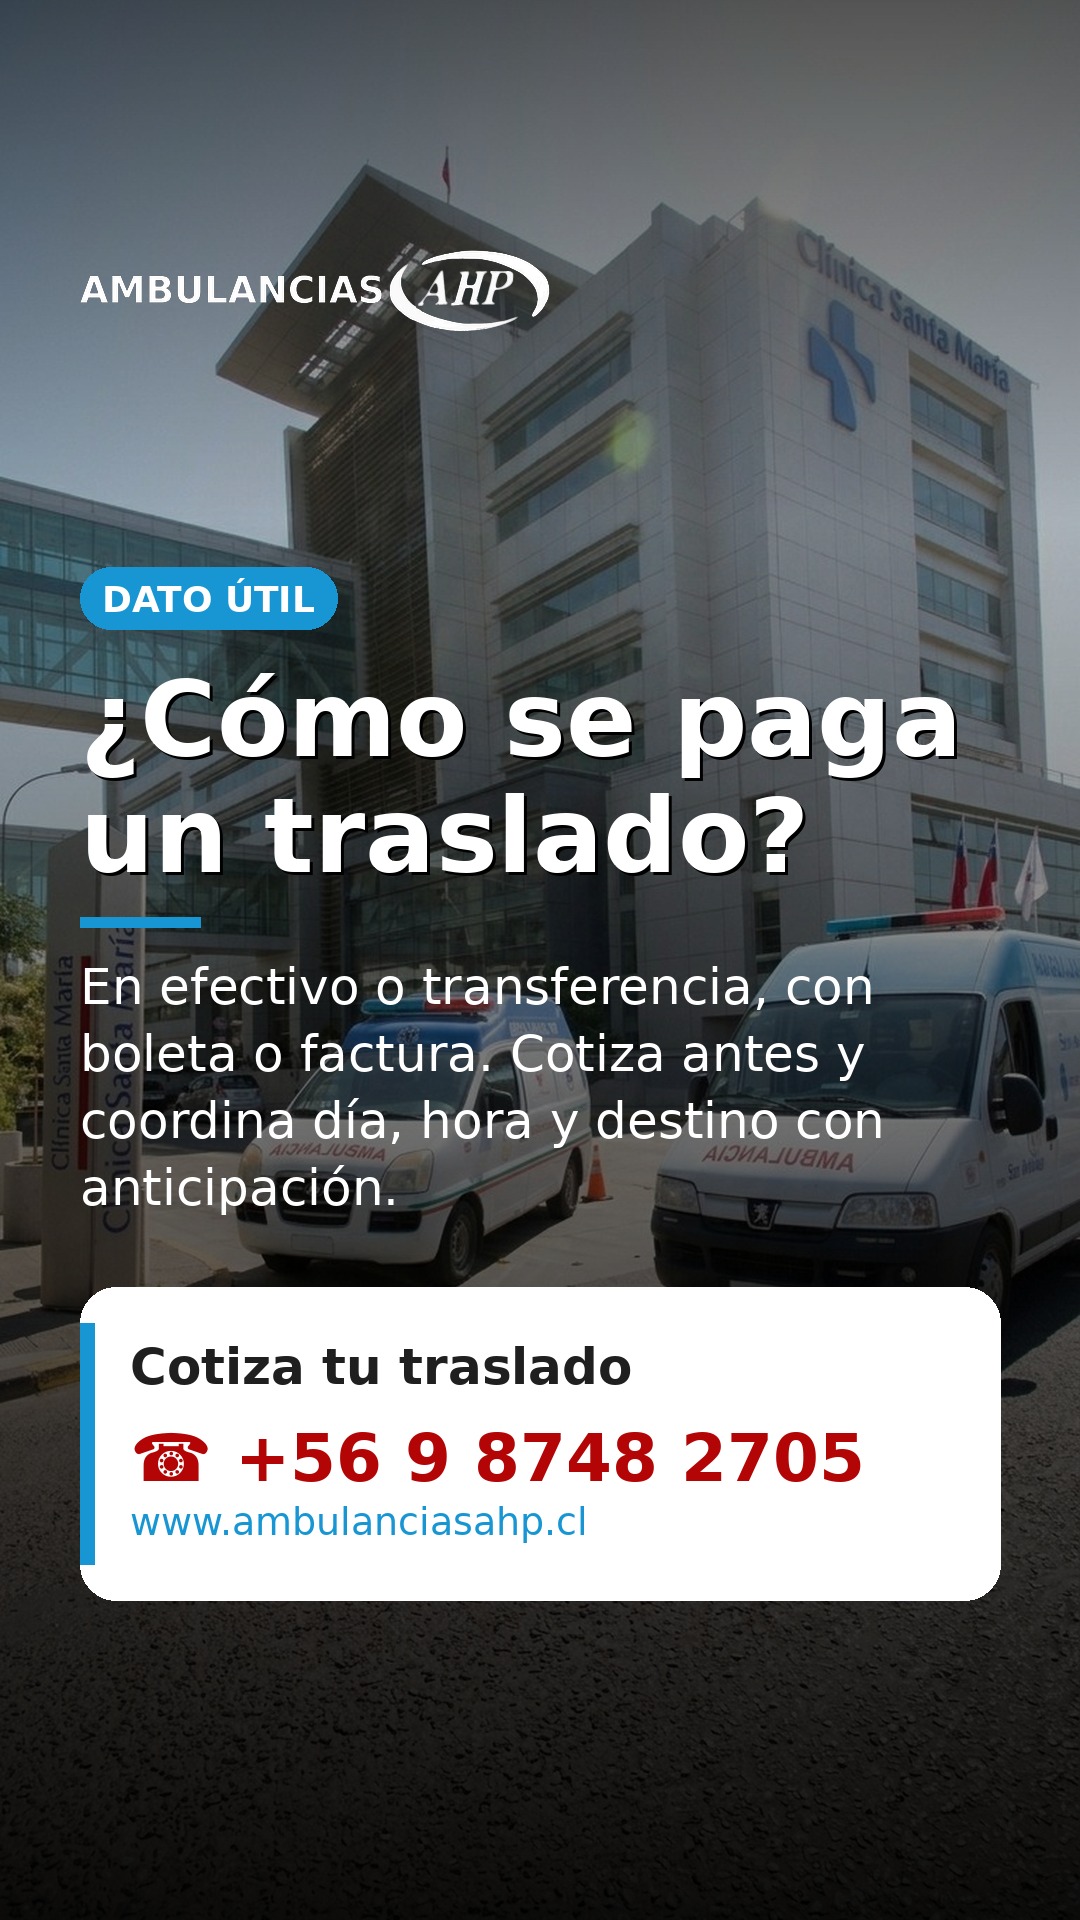 Clínica Santa María
AMBULANCIAS AHP
DATO ÚTIL
¿Cómo se paga
un traslado?
En efectivo o transferencia, con
boleta o factura. Cotiza antes y
coordina día, hora y destino con
anticipación.
Clínica Santa María
AMBULANCIA
AMBULANCIA
Cotiza tu traslado
☎ +56 9 8748 2705
www.ambulanciasahp.cl